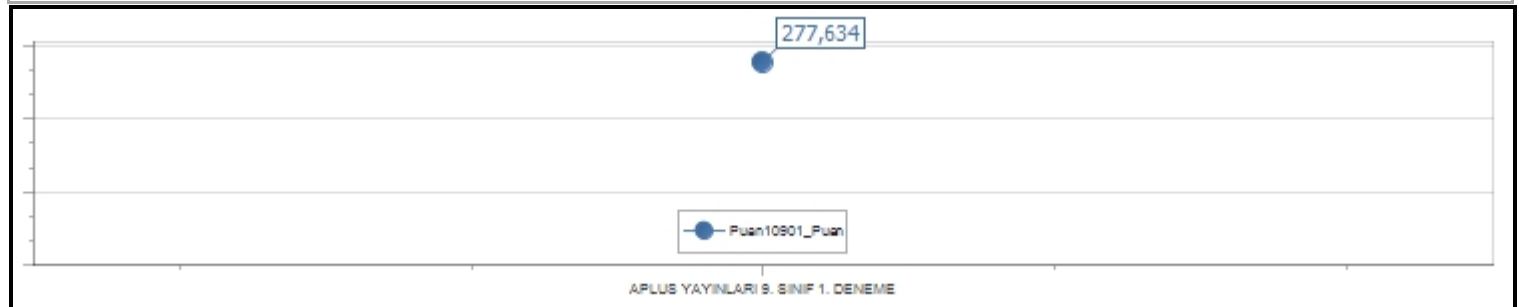 277,634
Puan10901_Puan
APLUS YAYINLARI 9. SINIF 1. DENEME